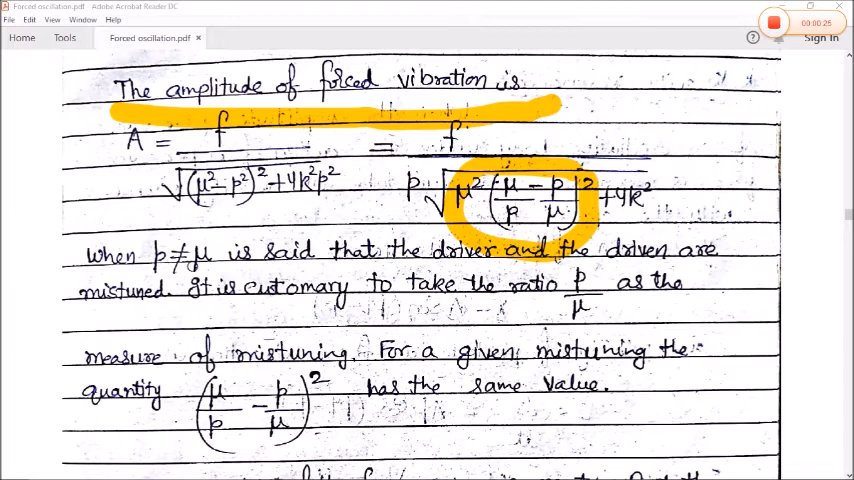 Forced oscillation.pdf - Adobe Acrobat Reader DC
File Edit View Window Help
00:00:25
Home Tools Forced oscillation.pdf × Sign In
The amplitude of forced vibration is
A = f / √((μ² - p²)² + 4k²p²) = f / p√(μ² (μ/p - p/μ)² + 4k²)
When p ≠ μ is said that the driver and the driven are
mistuned. It is customary to take the ratio p/μ as the
measure of mistuning. For a given mistuning the
quantity (μ/p - p/μ)² has the same value.